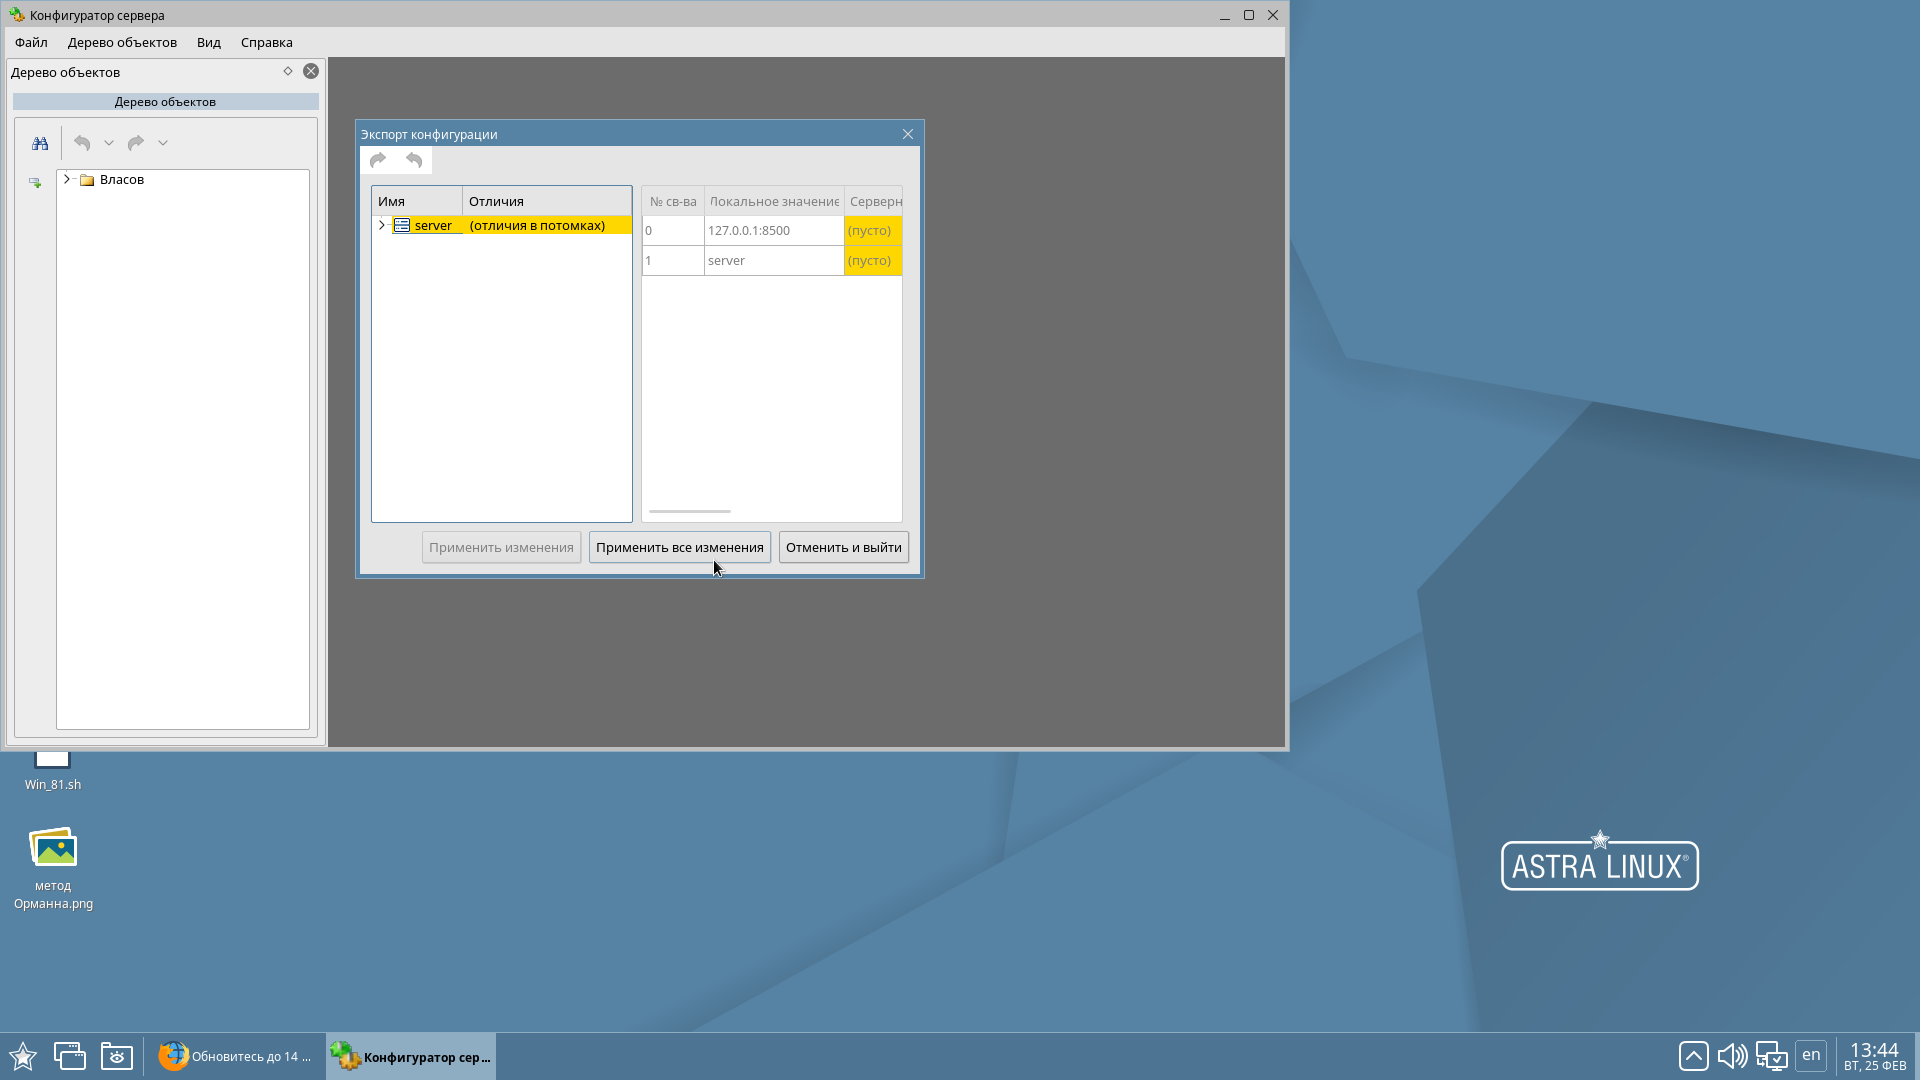 Конфигуратор сервера
Файл Дерево объектов Вид Справка
Дерево объектов
Дерево объектов
Власов
Экспорт конфигурации
Имя Отличия
server (отличия в потомках)
№ св-ва Локальное значение Серверн
0 127.0.0.1:8500 (пусто)
1 server (пусто)
Применить изменения Применить все изменения Отменить и выйти
Win_81.sh
метод
Орманна.png
ASTRA LINUX®
Обновитесь до 14 ...
Конфигуратор сер...
en
13:44
ВТ, 25 ФЕВ